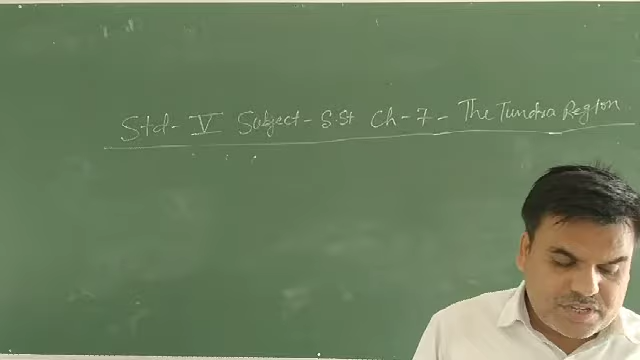 Std- V Subject- S.St Ch-7- The Tundra Region